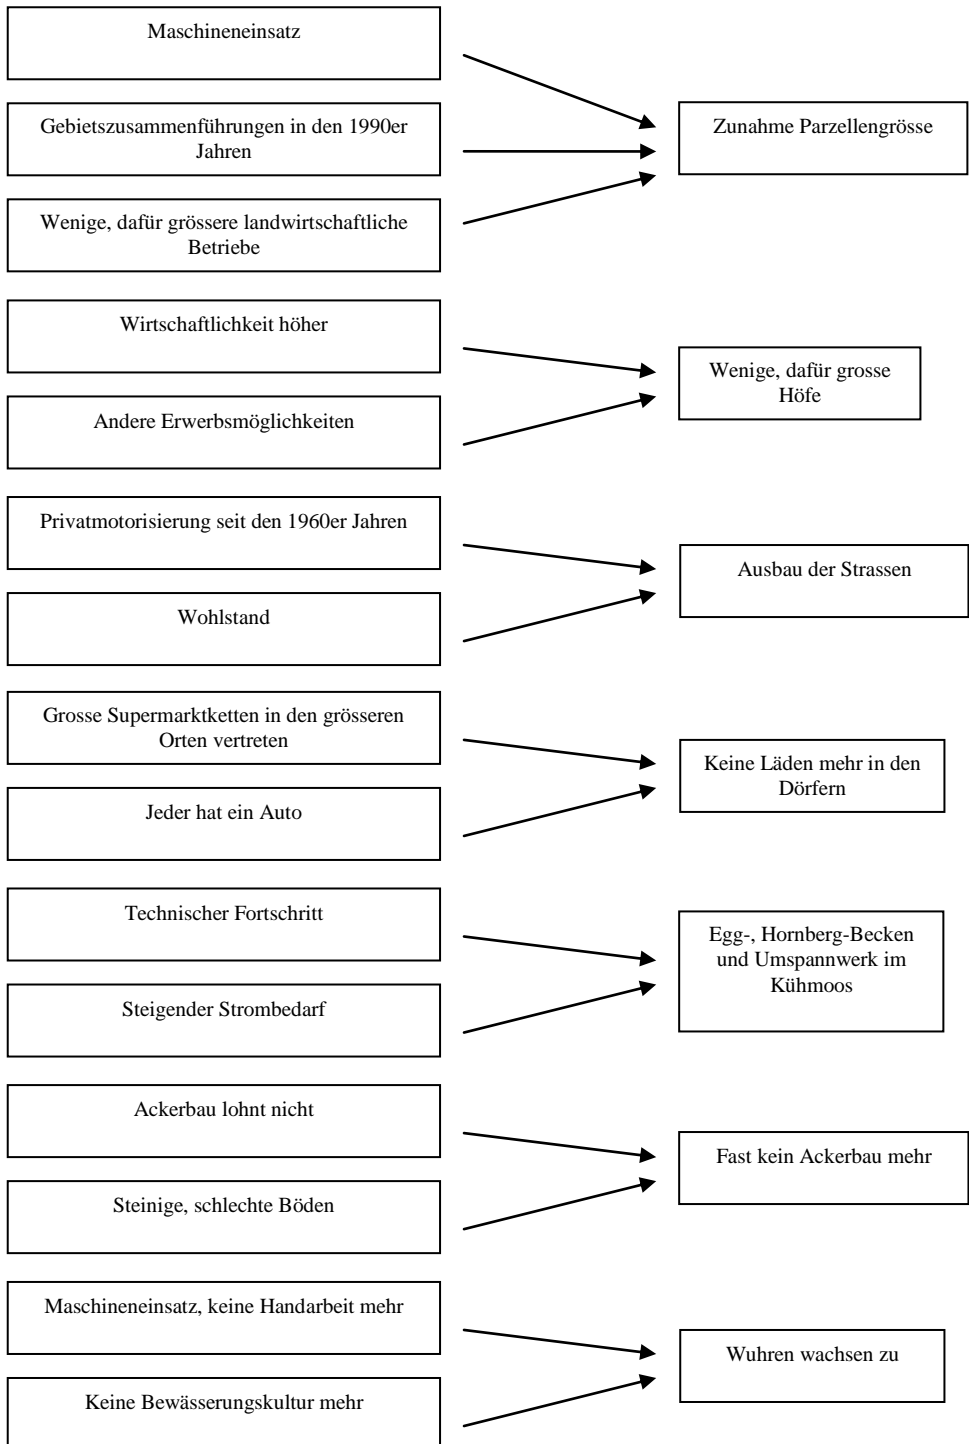 Maschineneinsatz
Gebietszusammenführungen in den 1990er
Jahren
Wenige, dafür grössere landwirtschaftliche
Betriebe
Zunahme Parzellengrösse
Wirtschaftlichkeit höher
Andere Erwerbsmöglichkeiten
Wenige, dafür grosse
Höfe
Privatmotorisierung seit den 1960er Jahren
Wohlstand
Ausbau der Strassen
Grosse Supermarktketten in den grösseren
Orten vertreten
Jeder hat ein Auto
Keine Läden mehr in den
Dörfern
Technischer Fortschritt
Steigender Strombedarf
Egg-, Hornberg-Becken
und Umspannwerk im
Kühmoos
Ackerbau lohnt nicht
Steinige, schlechte Böden
Fast kein Ackerbau mehr
Maschineneinsatz, keine Handarbeit mehr
Keine Bewässerungskultur mehr
Wuhren wachsen zu